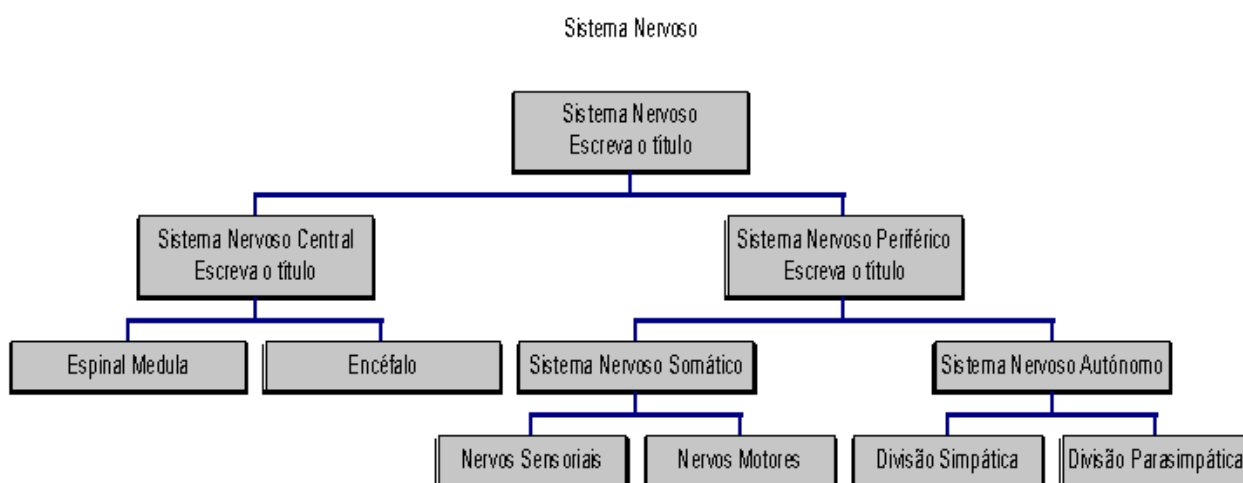 Sistema Nervoso
Sistema Nervoso
Escreva o título
Sistema Nervoso Central
Escreva o título
Sistema Nervoso Periférico
Escreva o título
Espinal Medula
Encéfalo
Sistema Nervoso Somático
Sistema Nervoso Autónomo
Nervos Sensoriais
Nervos Motores
Divisão Simpática
Divisão Parasimpática